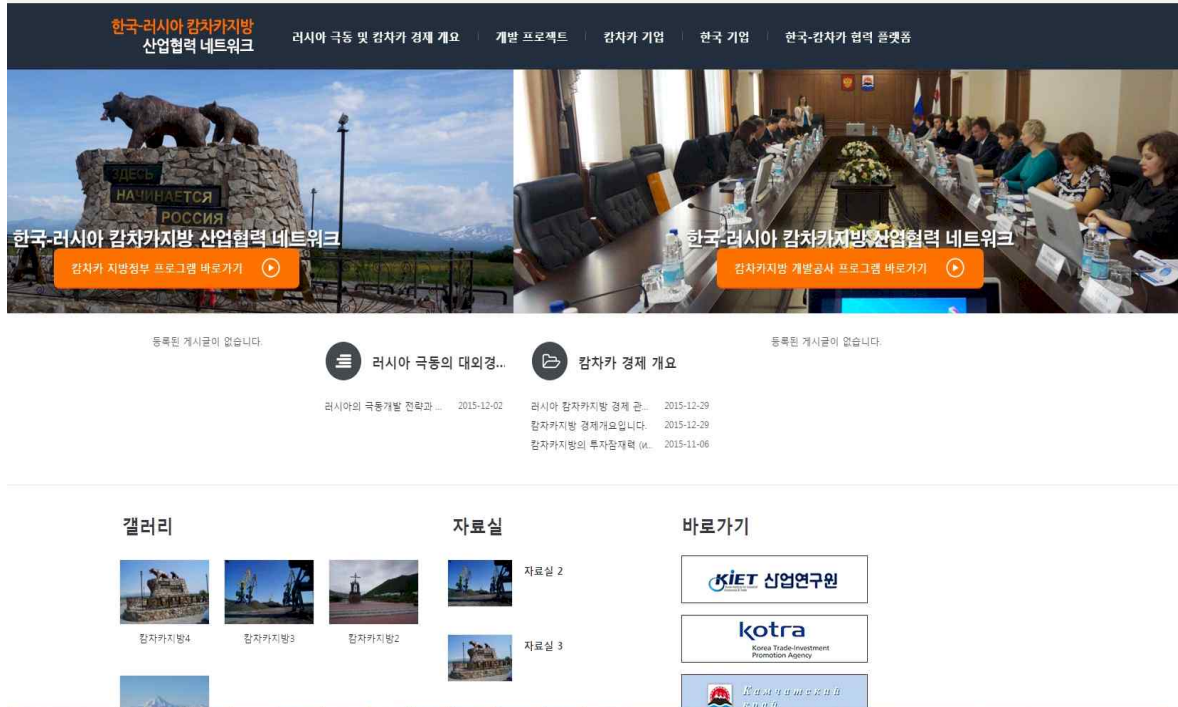 한국-러시아 캄차카지방
산업협력 네트워크
러시아 극동 및 캄차카 경제 개요
개발 프로젝트
캄차카 기업
한국 기업
한국-캄차카 협력 플랫폼
ЗДЕСЬ
НАЧИНАЕТСЯ
РОССИЯ
한국-러시아 캄차카지방 산업협력 네트워크
캄차카 지방정부 프로그램 바로가기
한국-러시아 캄차카지방 산업협력 네트워크
캄차카지방 개발공사 프로그램 바로가기
등록된 게시글이 없습니다.
러시아 극동의 대외경...
러시아의 극동개발 전략과 ... 2015-12-02
캄차카 경제 개요
러시아 캄차카지방 경제 관... 2015-12-29
캄차카지방 경제개요입니다. 2015-12-29
캄차카지방의 투자잠재력 (И... 2015-11-06
등록된 게시글이 없습니다.
갤러리
캄차카지방4
캄차카지방3
캄차카지방2
자료실
자료실 2
자료실 3
바로가기
KIET 산업연구원
kotra
Korea Trade-Investment
Promotion Agency
Камчатский
край